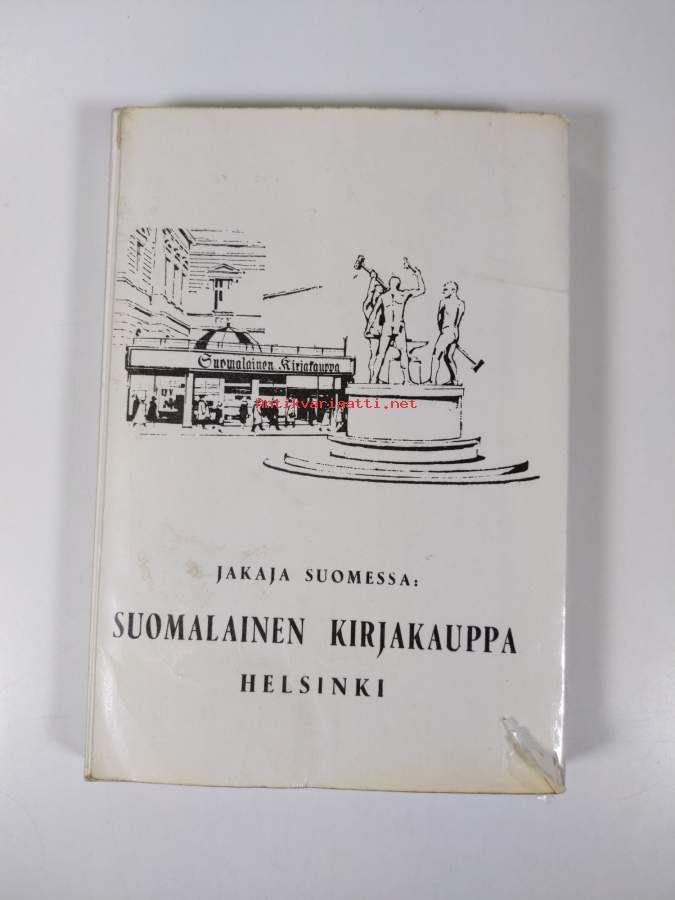 Suomalainen Kirjakauppa
antikvariaatti.net
JAKAJA SUOMESSA:
SUOMALAINEN KIRJAKAUPPA
HELSINKI